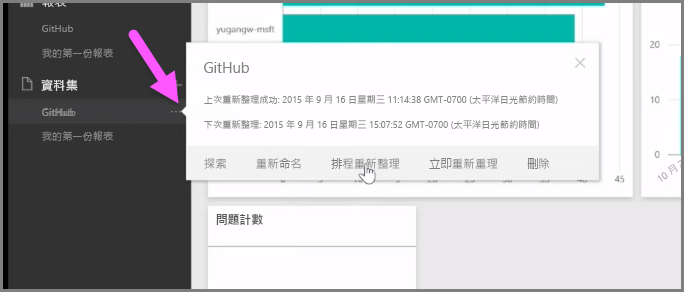 報表
GitHub
我的第一份報表
資料集
GitHub
我的第一份報表
yugangw-msft
GitHub
上次重新整理成功: 2015 年 9 月 16 日星期三 11:14:38 GMT-0700 (太平洋日光節約時間)
下次重新整理: 2015 年 9 月 16 日星期三 15:07:52 GMT-0700 (太平洋日光節約時間)
探索 重新命名 排程重新整理 立即重新重理 刪除
40 45
問題計數
20
10
0
10 月 2